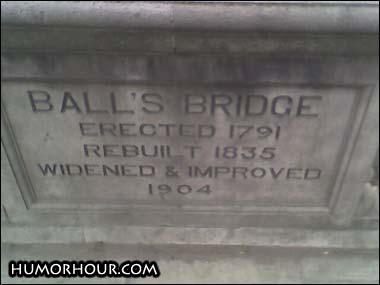 BALL'S BRIDGE
ERECTED 1791
REBUILT 1835
WIDENED & IMPROVED
1904
HUMORHOUR.COM